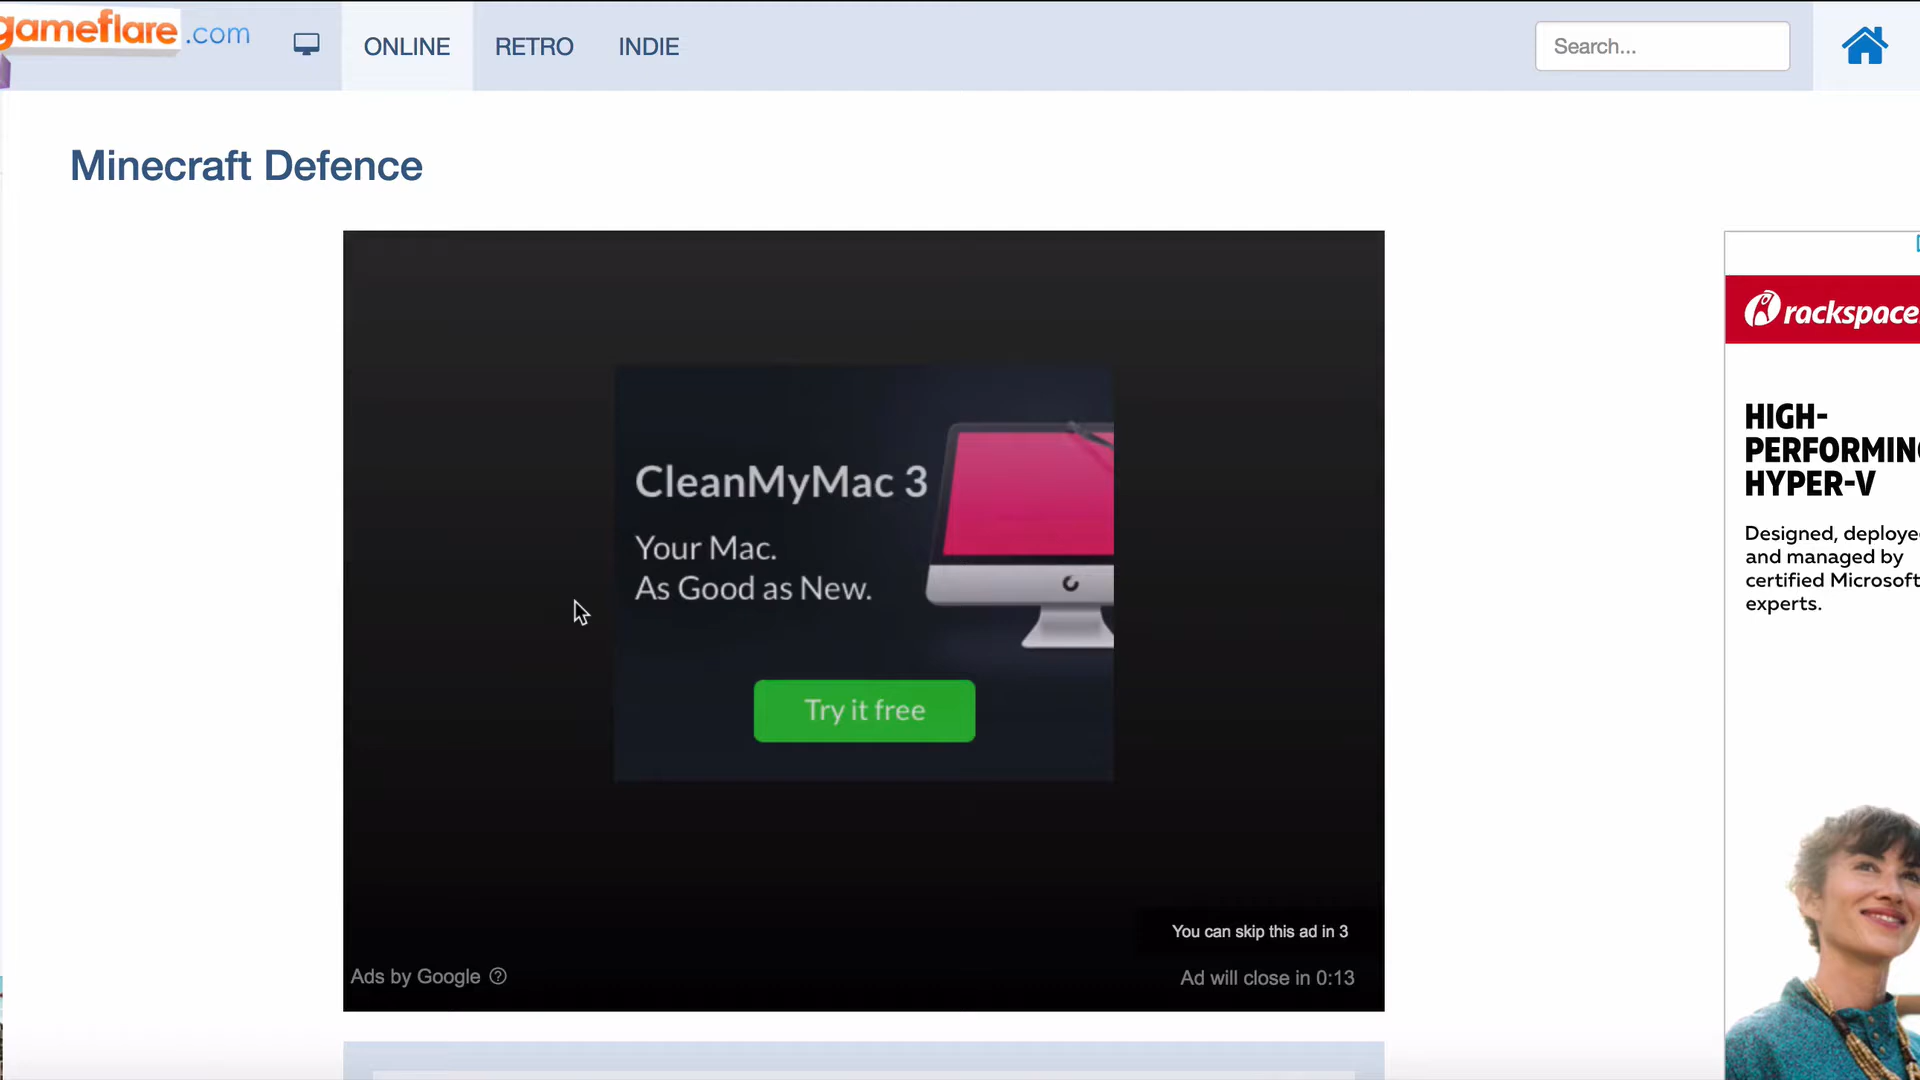 gameflare.com
ONLINE
RETRO
INDIE
Search...
Minecraft Defence
CleanMyMac 3
Your Mac.
As Good as New.
Try it free
You can skip this ad in 3
Ads by Google
Ad will close in 0:13
rackspace
HIGH-
PERFORMING
HYPER-V
Designed, deploye
and managed by
certified Microsoft
experts.